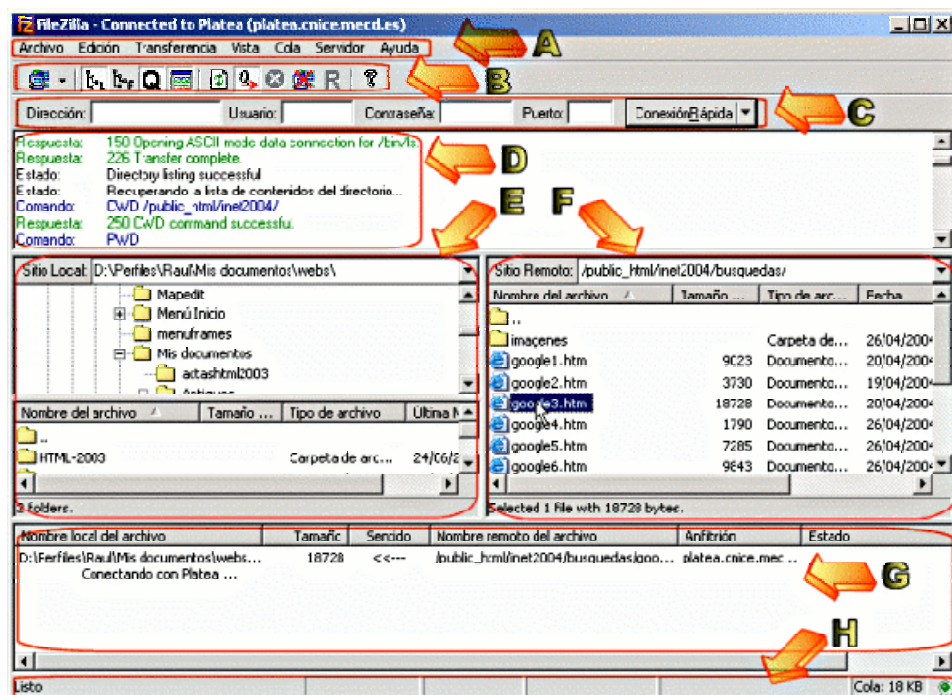 FileZilla - Connected to Platea (platea.cnice.mecd.es)
Archivo Edición Transferencia Vista Cola Servidor Ayuda
A
B
Dirección: Usuario: Contraseña: Puerto: Conexión Rápida
C
Respuesta: 150 Opening ASCII mode data connection for /bin/ls.
Respuesta: 226 Transfer complete.
Estado: Directory listing successful
Estado: Recuperando a lista de contenidos del directorio...
Comando: CWD /public_html/inet2004/
Respuesta: 250 CWD command successfu.
Comando: PWD
D
E F
Sitio Local: D:\Perfiles\Raul\Mis documentos\webs\
Mapedit
Menú Inicio
menuframes
Mis documentos
actashtml2003
Nombre del archivo Tamaño ... Tipo de archivo Última M
..
HTML-2003 Carpeta de arc... 24/06/2
3 folders.
Sitio Remoto: /public_html/inet2004/busquedas/
Nombre del archivo Tamaño ... Tipo de arc... Fecha
..
imagenes Carpeta de... 26/04/2004
google1.htm 9023 Documento... 20/04/2004
google2.htm 3730 Documento... 19/04/2004
google3.htm 18728 Documento... 20/04/2004
google4.htm 1790 Documento... 26/04/2004
google5.htm 7285 Documento... 26/04/2004
google6.htm 9843 Documento... 26/04/2004
Selected 1 file with 18728 bytes.
Nombre local del archivo Tamaño Sentido Nombre remoto del archivo Anfitrión Estado
D:\Perfiles\Raul\Mis documentos\webs... 18728 <<--- /public_html/inet2004/busquedas/goo... platea.cnice.mec...
Conectando con Platea ...
G
H
Listo Cola: 18 KB